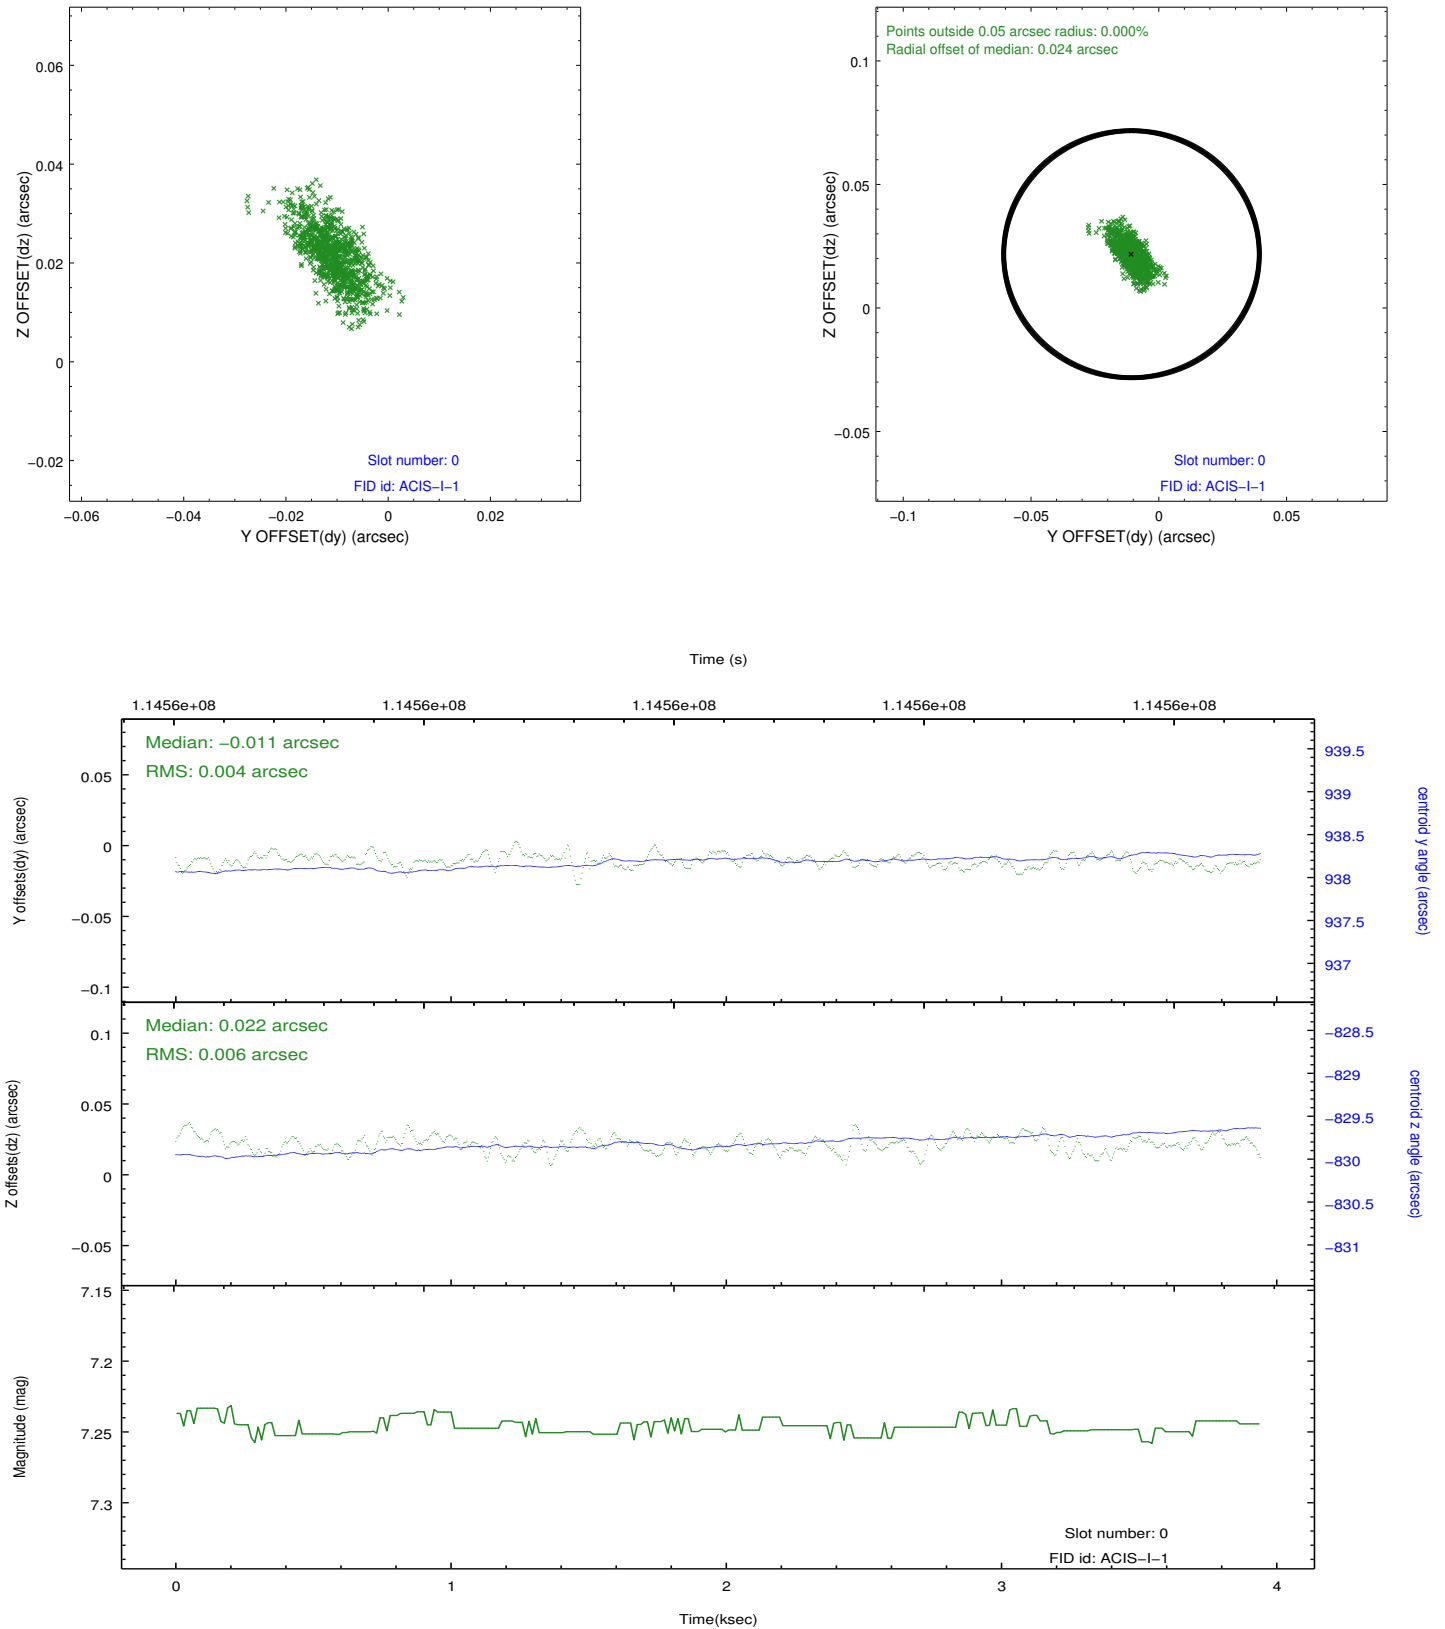 0.06
0.04
0.02
0
−0.02
Z OFFSET(dz) (arcsec)
Slot number: 0
FID id: ACIS−I−1
−0.06
−0.04
−0.02
0
0.02
Y OFFSET(dy) (arcsec)
Points outside 0.05 arcsec radius: 0.000%
Radial offset of median: 0.024 arcsec
0.1
0.05
0
−0.05
Z OFFSET(dz) (arcsec)
Slot number: 0
FID id: ACIS−I−1
−0.1
−0.05
0
0.05
Y OFFSET(dy) (arcsec)
Time (s)
1.1456e+08
1.1456e+08
1.1456e+08
1.1456e+08
1.1456e+08
Median: −0.011 arcsec
RMS: 0.004 arcsec
0.05
0
−0.05
−0.1
Y offsets(dy) (arcsec)
939.5
939
938.5
938
937.5
937
centroid y angle (arcsec)
Median: 0.022 arcsec
RMS: 0.006 arcsec
0.1
0.05
0
−0.05
Z offsets(dz) (arcsec)
−828.5
−829
−829.5
−830
−830.5
−831
centroid z angle (arcsec)
7.15
7.2
7.25
7.3
Magnitude (mag)
Slot number: 0
FID id: ACIS−I−1
0
1
2
3
4
Time(ksec)